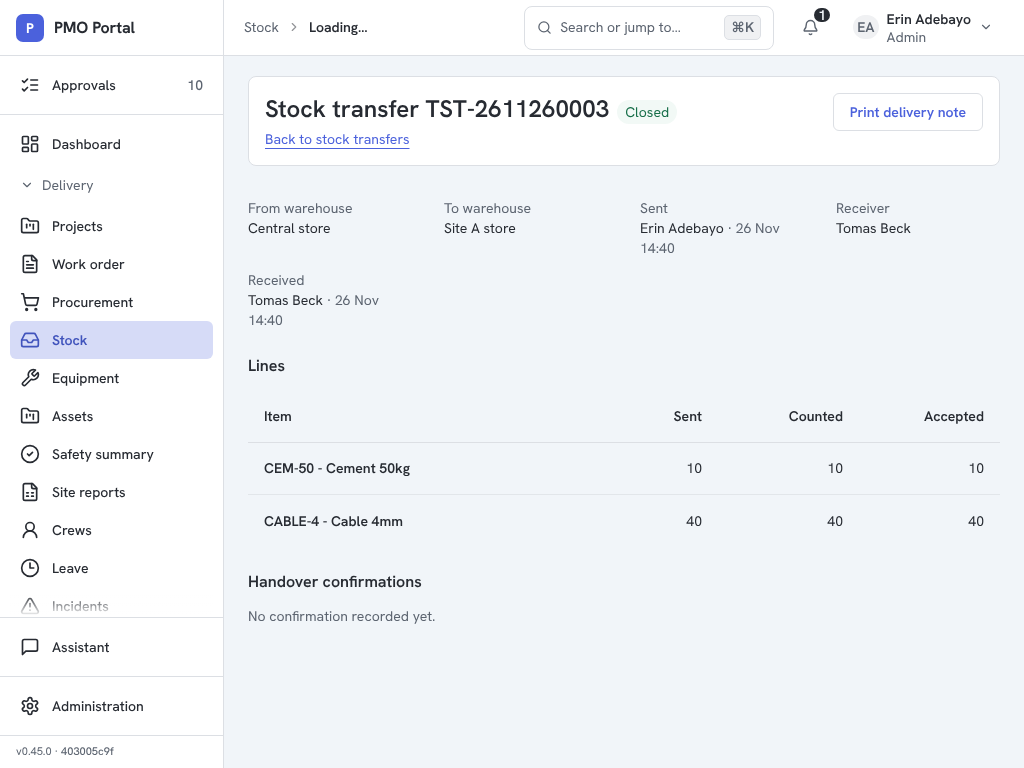 P PMO Portal
Stock > Loading...
Search or jump to... ⌘K
1
EA Erin Adebayo
Admin
Approvals 10
Dashboard
Delivery
Projects
Work order
Procurement
Stock
Equipment
Assets
Safety summary
Site reports
Crews
Leave
Incidents
Assistant
Administration
v0.45.0 · 403005c9f
Stock transfer TST-2611260003 Closed
Back to stock transfers
Print delivery note
From warehouse
Central store
To warehouse
Site A store
Sent
Erin Adebayo · 26 Nov
14:40
Receiver
Tomas Beck
Received
Tomas Beck · 26 Nov
14:40
Lines
Item Sent Counted Accepted
CEM-50 - Cement 50kg 10 10 10
CABLE-4 - Cable 4mm 40 40 40
Handover confirmations
No confirmation recorded yet.